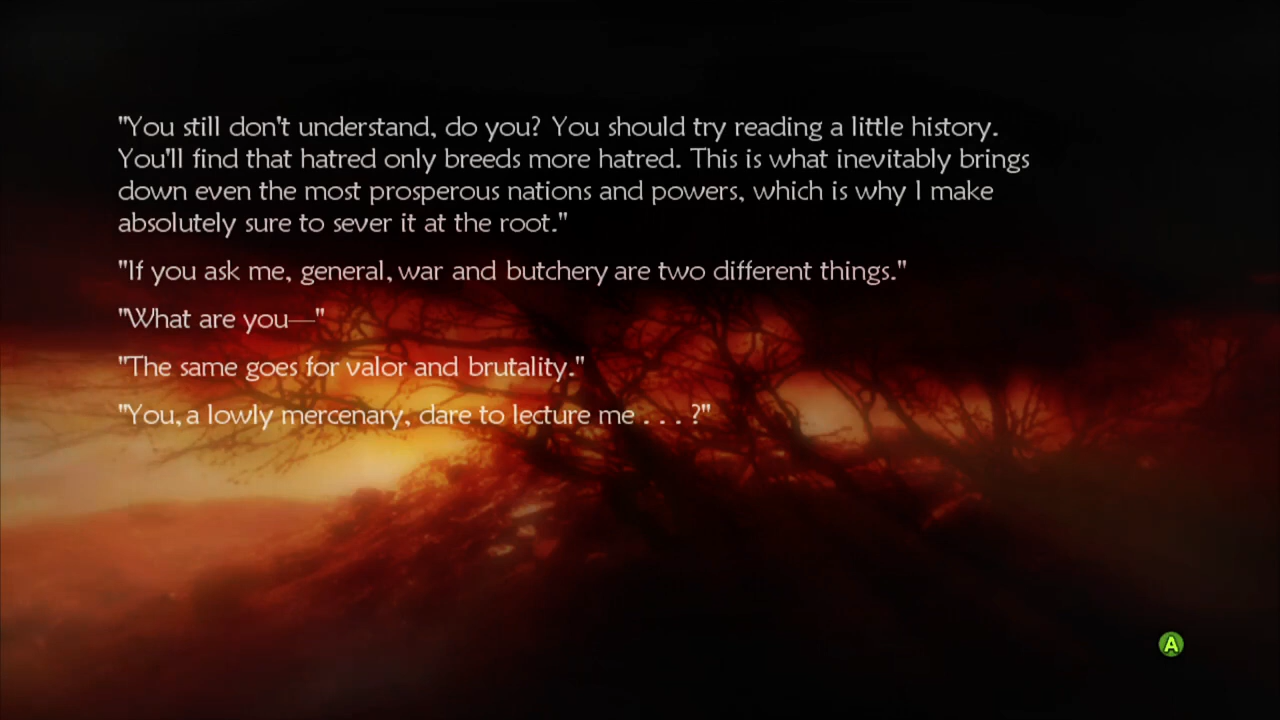 "You still don't understand, do you? You should try reading a little history.
You'll find that hatred only breeds more hatred. This is what inevitably brings
down even the most prosperous nations and powers, which is why I make
absolutely sure to sever it at the root."
"If you ask me, general, war and butchery are two different things."
"What are you—"
"The same goes for valor and brutality."
"You, a lowly mercenary, dare to lecture me . . . ?"
A